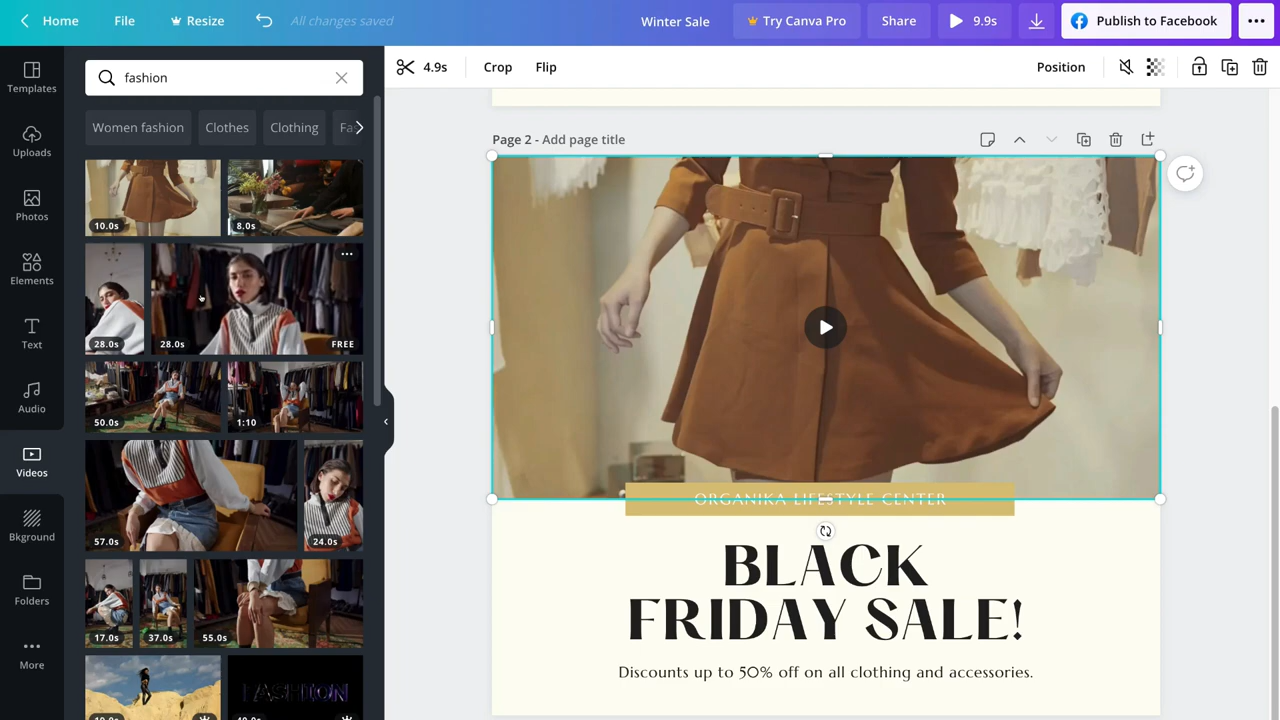 Home
File
Resize
All changes saved
Winter Sale
Try Canva Pro
Share
9.9s
Publish to Facebook
Templates
Uploads
Photos
Elements
Text
Audio
Videos
Bkground
Folders
More
fashion
Women fashion
Clothes
Clothing
10.0s
8.0s
28.0s
28.0s
FREE
50.0s
1:10
57.0s
24.0s
17.0s
37.0s
55.0s
FASHION
4.9s
Crop
Flip
Position
Page 2 - Add page title
ORGANIKA LIFESTYLE CENTER
BLACK
FRIDAY SALE!
Discounts up to 50% off on all clothing and accessories.